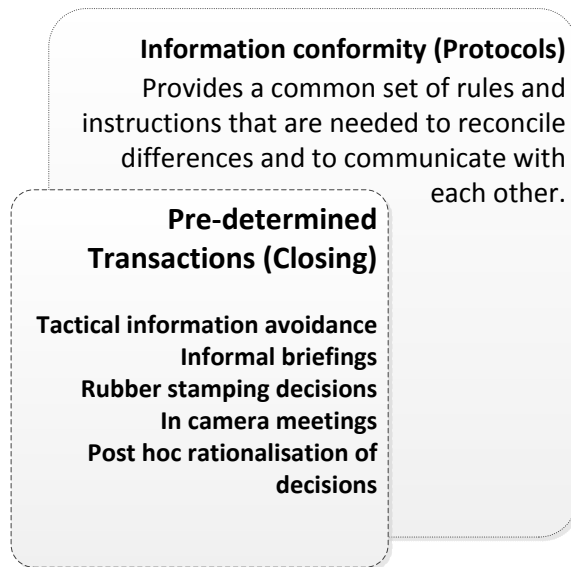 Information conformity (Protocols)
Provides a common set of rules and
instructions that are needed to reconcile
differences and to communicate with
each other.
Pre-determined
Transactions (Closing)
Tactical information avoidance
Informal briefings
Rubber stamping decisions
In camera meetings
Post hoc rationalisation of
decisions